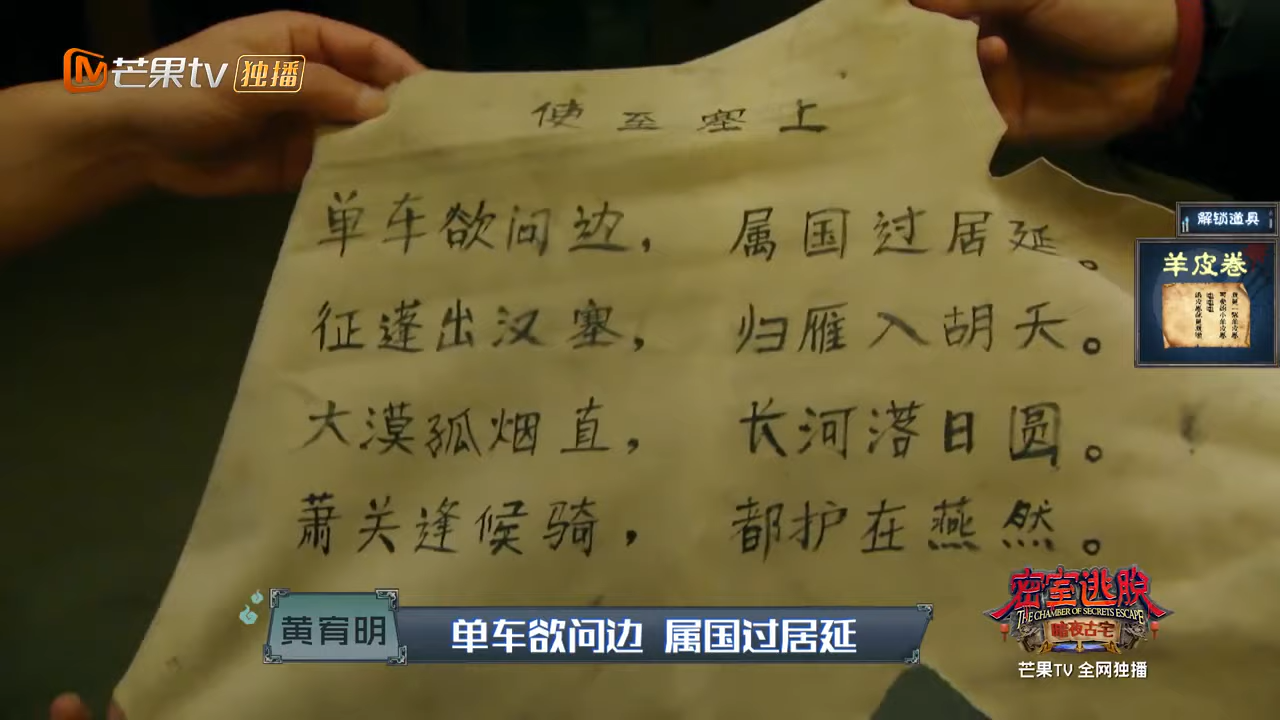 芒果tv 独播
使至塞上
单车欲问边，属国过居延。
征蓬出汉塞，归雁入胡天。
大漠孤烟直，长河落日圆。
萧关逢候骑，都护在燕然。
解锁道具
羊皮卷
黄宥明
单车欲问边 属国过居延
密室逃脱
THE CHAMBER OF SECRETS ESCAPE
暗夜古宅
芒果TV 全网独播